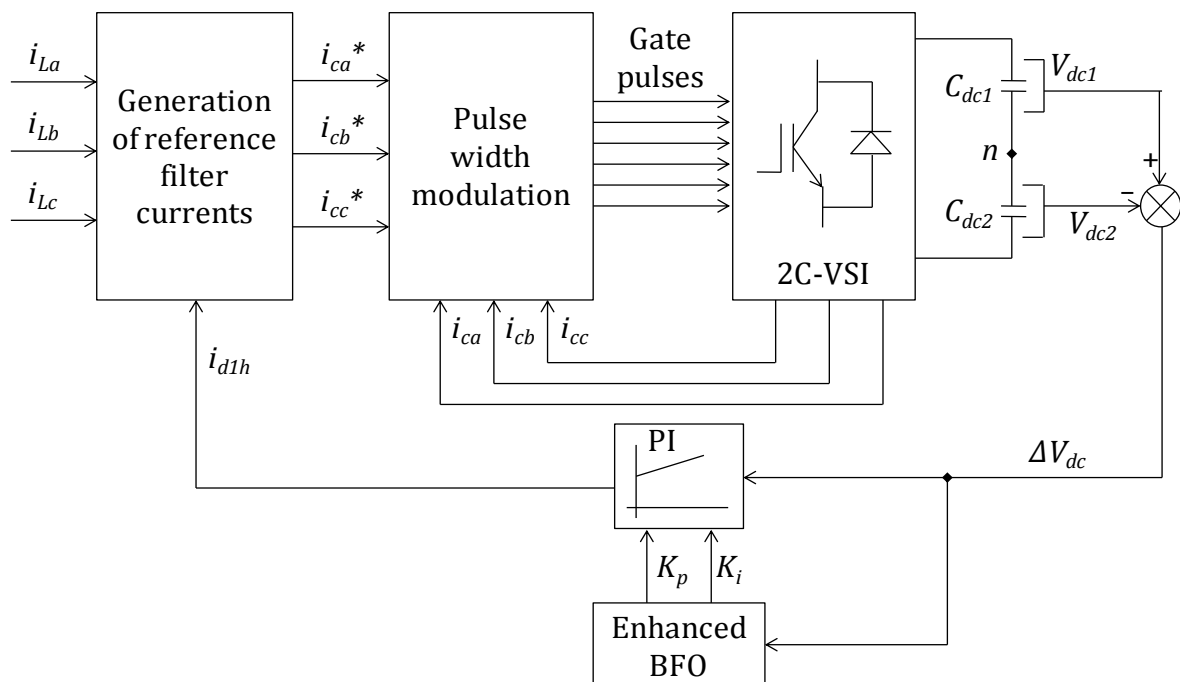 i_La
i_Lb
i_Lc
Generation
of reference
filter
currents
i_ca*
i_cb*
i_cc*
Pulse
width
modulation
Gate
pulses
2C-VSI
C_dc1
n
C_dc2
V_dc1
+
-
V_dc2
i_ca
i_cb
i_cc
i_d1h
PI
ΔV_dc
K_p
K_i
Enhanced
BFO